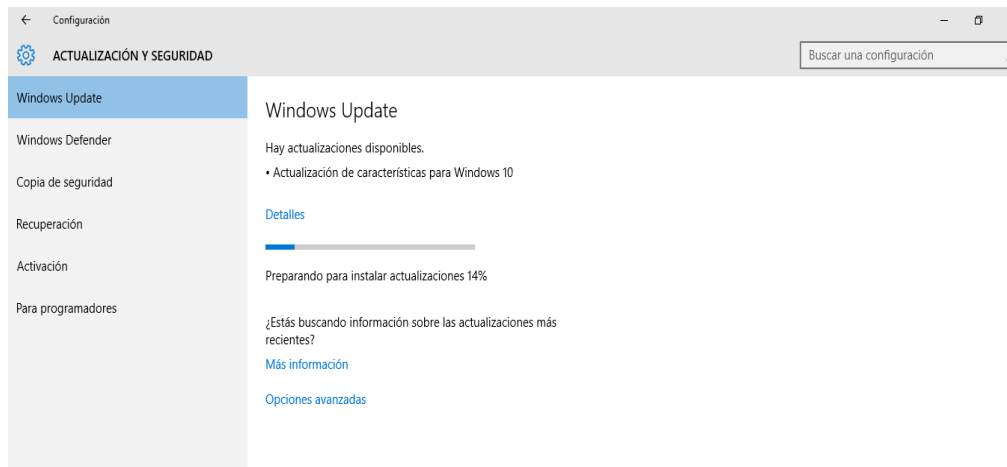 Configuración
ACTUALIZACIÓN Y SEGURIDAD
Buscar una configuración
Windows Update
Windows Defender
Copia de seguridad
Recuperación
Activación
Para programadores
Windows Update
Hay actualizaciones disponibles.
• Actualización de características para Windows 10
Detalles
Preparando para instalar actualizaciones 14%
¿Estás buscando información sobre las actualizaciones más
recientes?
Más información
Opciones avanzadas